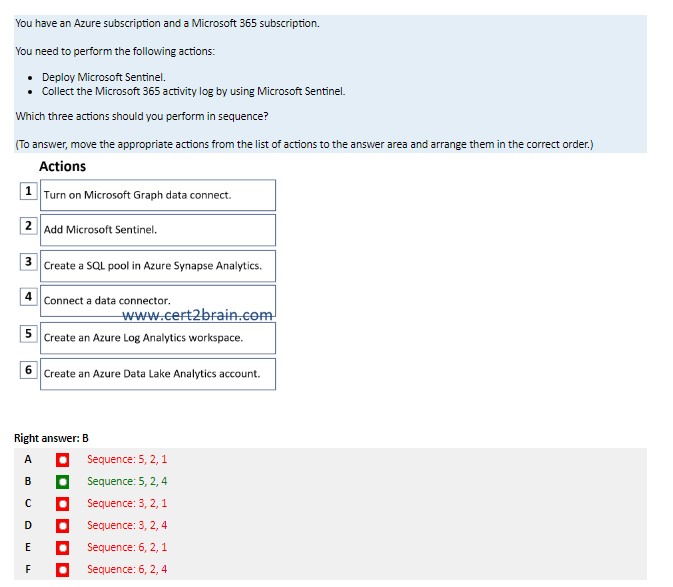 You have an Azure subscription and a Microsoft 365 subscription.
You need to perform the following actions:
• Deploy Microsoft Sentinel.
• Collect the Microsoft 365 activity log by using Microsoft Sentinel.
Which three actions should you perform in sequence?
(To answer, move the appropriate actions from the list of actions to the answer area and arrange them in the correct order.)
Actions
1 Turn on Microsoft Graph data connect.
2 Add Microsoft Sentinel.
3 Create a SQL pool in Azure Synapse Analytics.
4 Connect a data connector.
www.cert2brain.com
5 Create an Azure Log Analytics workspace.
6 Create an Azure Data Lake Analytics account.
Right answer: B
A Sequence: 5, 2, 1
B Sequence: 5, 2, 4
C Sequence: 3, 2, 1
D Sequence: 3, 2, 4
E Sequence: 6, 2, 1
F Sequence: 6, 2, 4